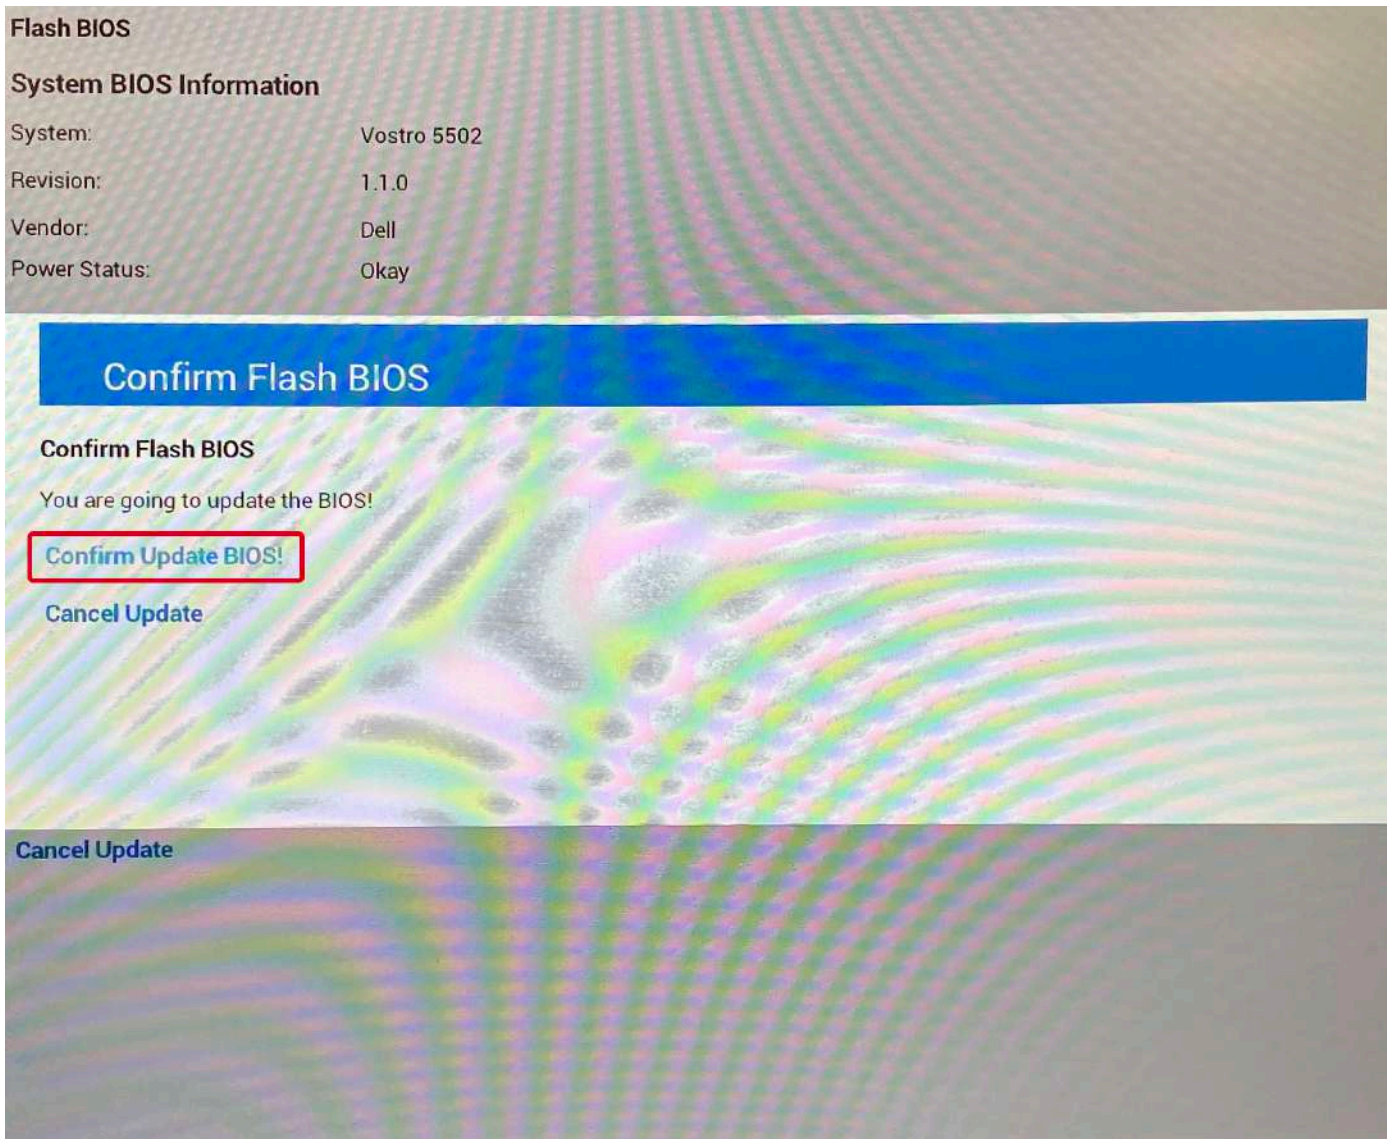 Flash BIOS
System BIOS Information
System: Vostro 5502
Revision: 1.1.0
Vendor: Dell
Power Status: Okay
Confirm Flash BIOS
Confirm Flash BIOS
You are going to update the BIOS!
Confirm Update BIOS!
Cancel Update
Cancel Update